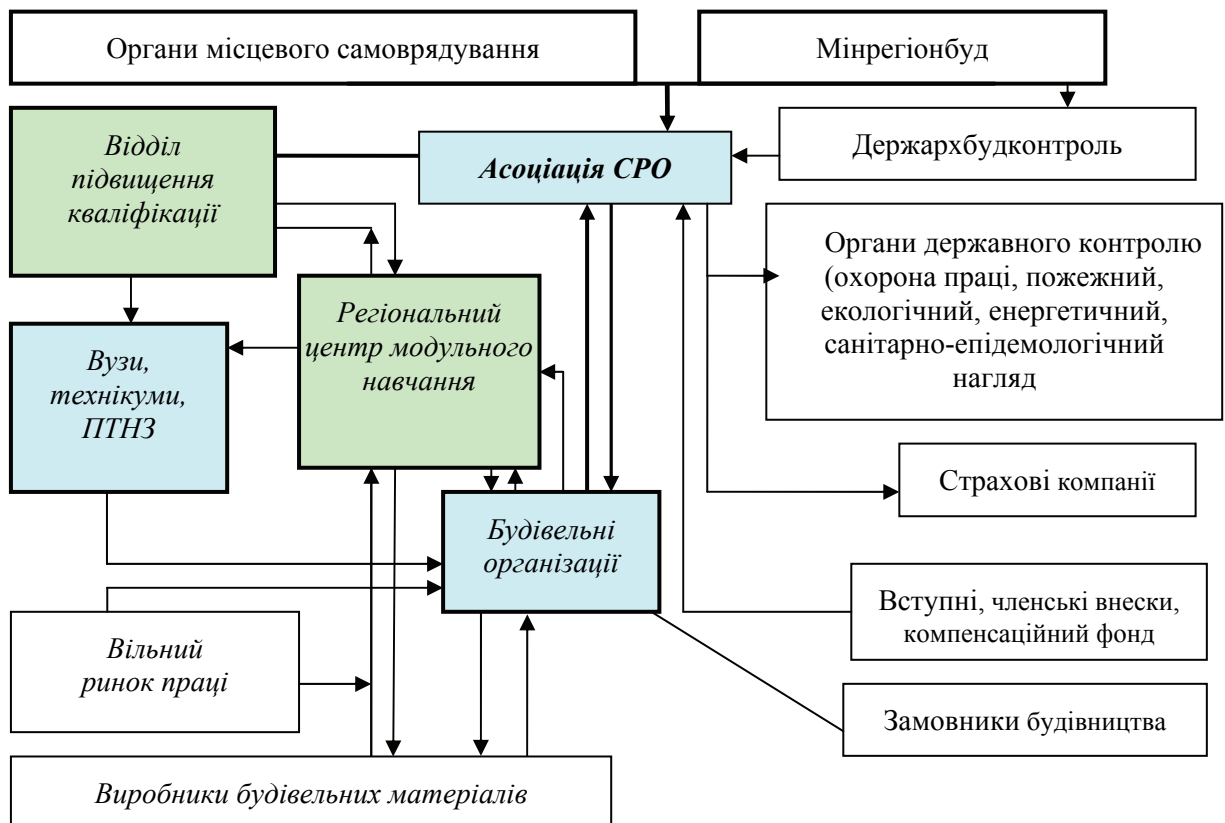 Органи місцевого самоврядування
Мінрегіонбуд
Відділ
підвищення
кваліфікації
Асоціація СРО
Держархбудконтроль
Органи державного контролю
(охорона праці, пожежний,
екологічний, енергетичний,
санітарно-епідемологічний
нагляд
Вузи,
технікуми,
ПТНЗ
Регіональний
центр модульного
навчання
Страхові компанії
Будівельні
організації
Вступні, членські внески,
компенсаційний фонд
Вільний
ринок праці
Замовники будівництва
Виробники будівельних матеріалів